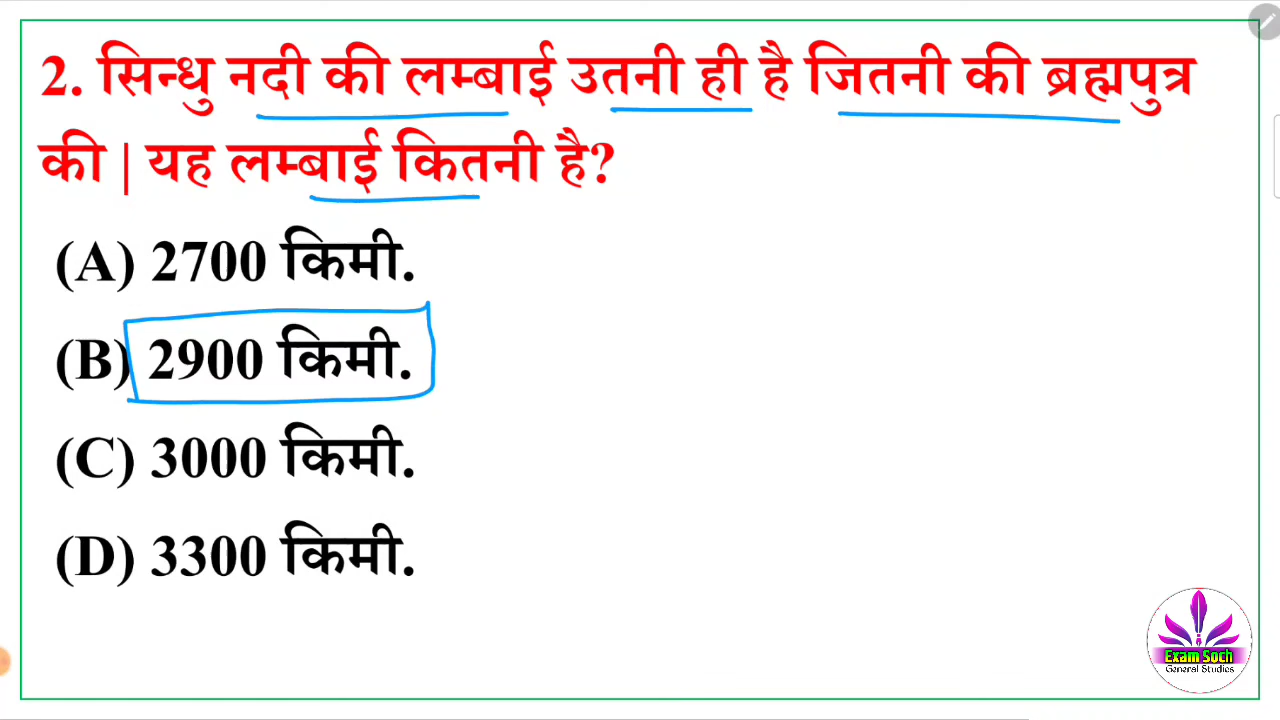 2. सिन्धु नदी की लम्बाई उतनी ही है जितनी की ब्रह्मपुत्र
की | यह लम्बाई कितनी है?
(A) 2700 किमी.
(B) 2900 किमी.
(C) 3000 किमी.
(D) 3300 किमी.
Exam Soch
General Studies